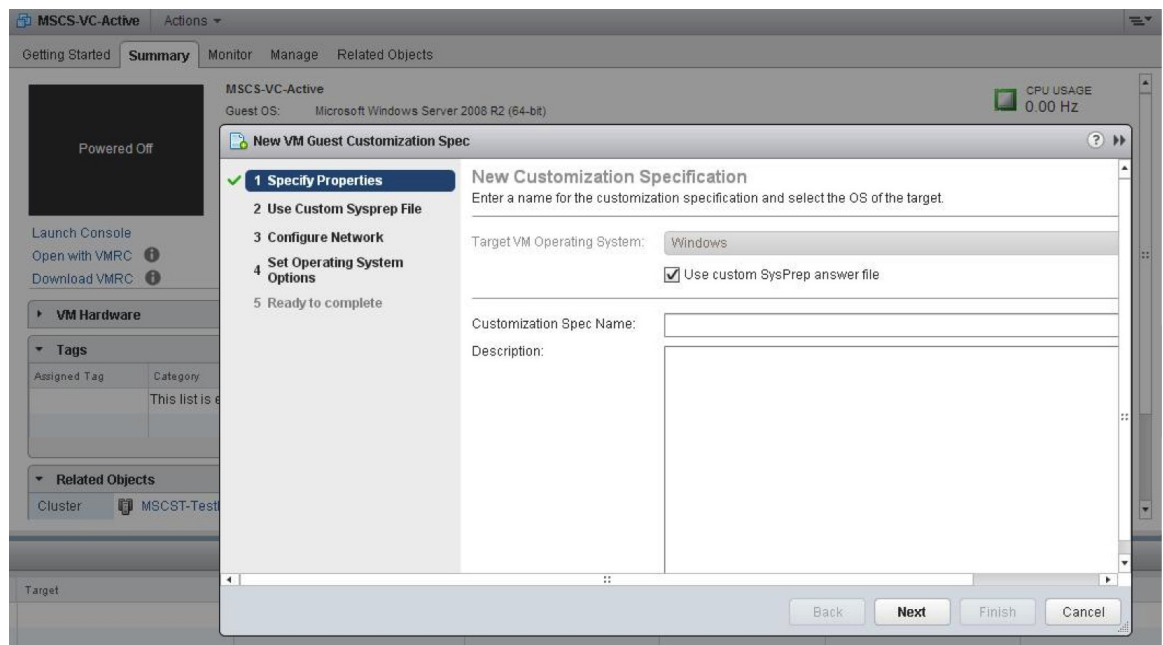 MSCS-VC-Active Actions
Getting Started Summary Monitor Manage Related Objects
MSCS-VC-Active
Guest OS: Microsoft Windows Server 2008 R2 (64-bit)
CPU USAGE
0.00 Hz
Powered Off
Launch Console
Open with VMRC
Download VMRC
VM Hardware
Tags
Assigned Tag Category
This list is e
Related Objects
Cluster MSCST-Test
Target
New VM Guest Customization Spec
1 Specify Properties
2 Use Custom Sysprep File
3 Configure Network
4 Set Operating System
Options
5 Ready to complete
New Customization Specification
Enter a name for the customization specification and select the OS of the target.
Target VM Operating System: Windows
Use custom SysPrep answer file
Customization Spec Name:
Description:
Back Next Finish Cancel